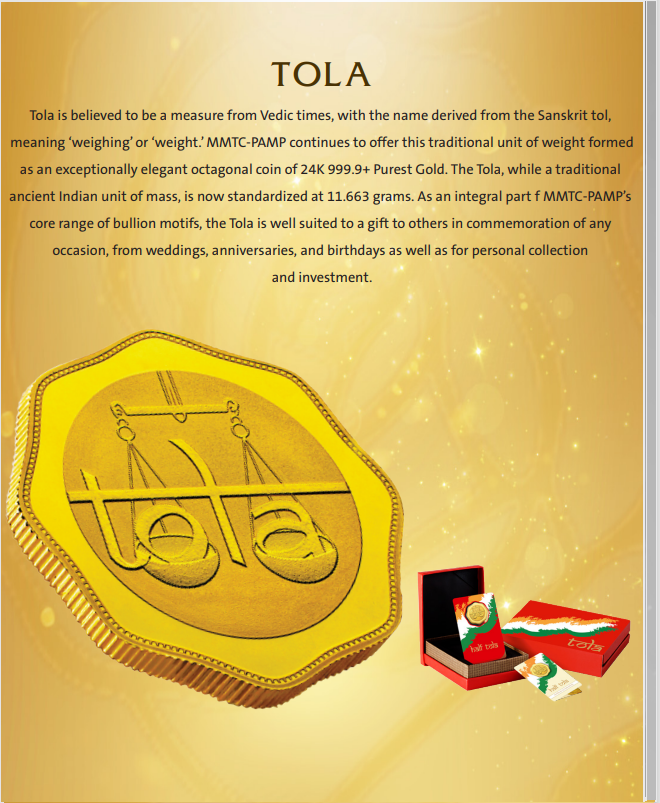 TOLA
Tola is believed to be a measure from Vedic times, with the name derived from the Sanskrit tol,
meaning ‘weighing’ or ‘weight.’ MMTC-PAMP continues to offer this traditional unit of weight formed
as an exceptionally elegant octagonal coin of 24K 999.9+ Purest Gold. The Tola, while a traditional
ancient Indian unit of mass, is now standardized at 11.663 grams. As an integral part f MMTC-PAMP’s
core range of bullion motifs, the Tola is well suited to a gift to others in commemoration of any
occasion, from weddings, anniversaries, and birthdays as well as for personal collection
and investment.
tola
half tola
tola
half tola